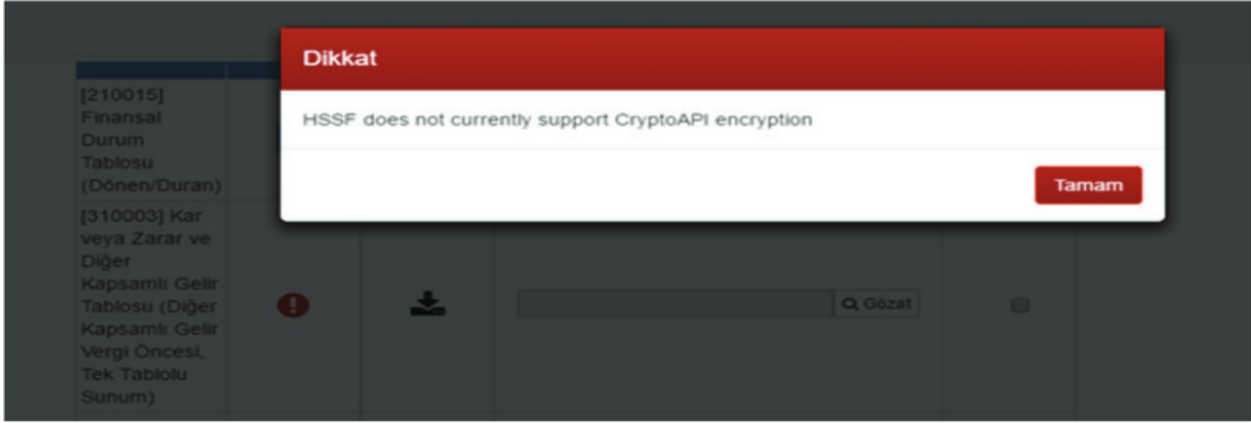 Dikkat
HSSF does not currently support CryptoAPI encryption
Tamam
[210015]
Finansal
Durum
Tablosu
(Dönen/Duran)
[310003] Kar
veya Zarar ve
Diğer
Kapsamlı Gelir
Tablosu (Diğer
Kapsamlı Gelir
Vergi Öncesi,
Tek Tablolu
Sunum)
Gözat